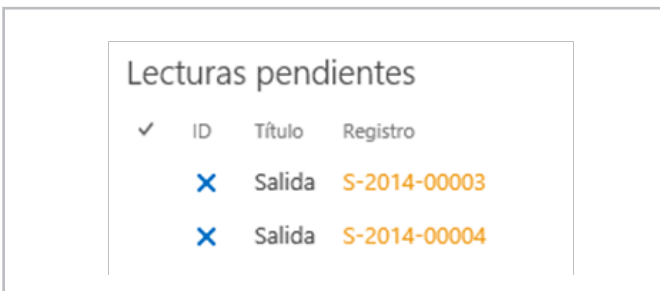 Lecturas pendientes
ID Título Registro
Salida S-2014-00003
Salida S-2014-00004